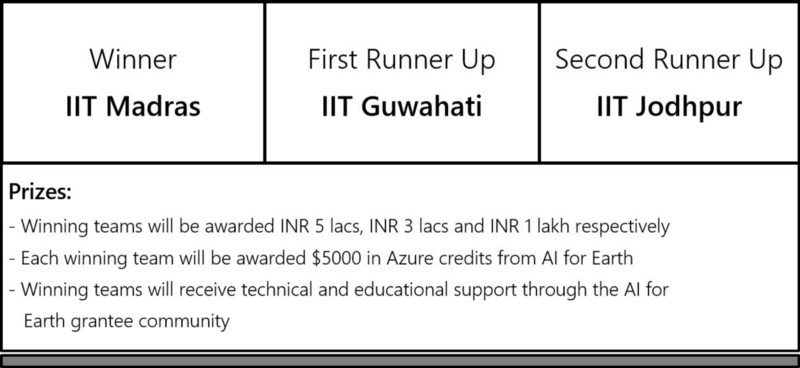 Winner
IIT Madras
First Runner Up
IIT Guwahati
Second Runner Up
IIT Jodhpur
Prizes:
- Winning teams will be awarded INR 5 lacs, INR 3 lacs and INR 1 lakh respectively
- Each winning team will be awarded $5000 in Azure credits from AI for Earth
- Winning teams will receive technical and educational support through the AI for
Earth grantee community